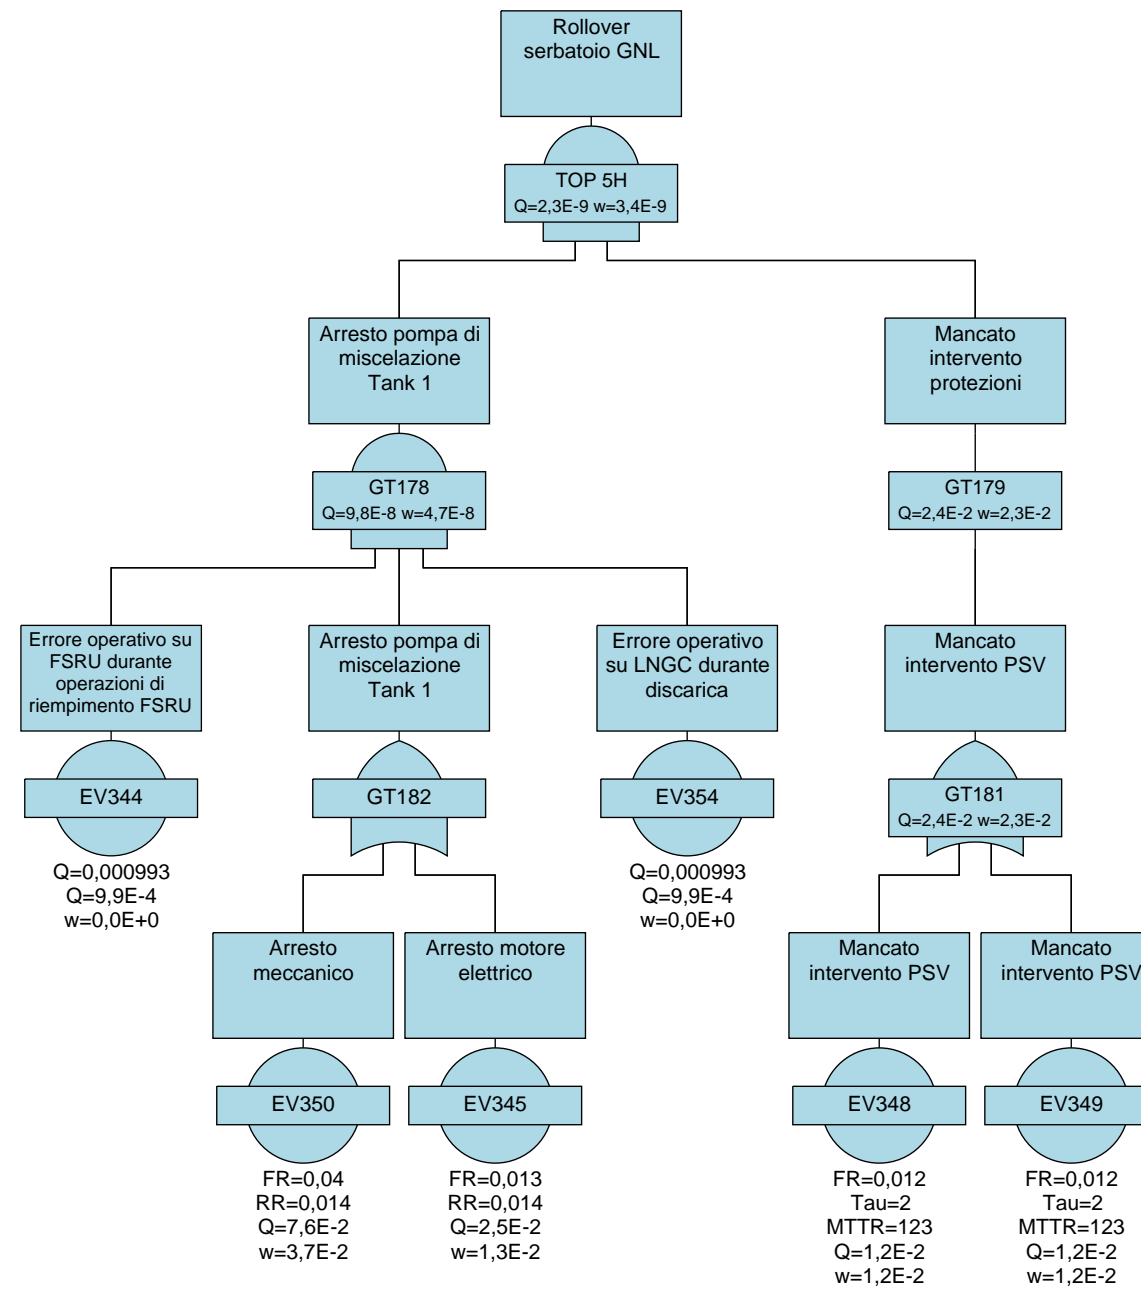 Rollover
serbatoio GNL
TOP 5H
Q=2,3E-9 w=3,4E-9
Arresto pompa di
miscelazione
Tank 1
Mancato
intervento
protezioni
GT178
Q=9,8E-8 w=4,7E-8
GT179
Q=2,4E-2 w=2,3E-2
Errore operativo su
FSRU durante
operazioni di
riempimento FSRU
Arresto pompa di
miscelazione
Tank 1
Errore operativo
su LNGC durante
discarica
Mancato
intervento PSV
EV344
Q=0,000993
Q=9,9E-4
w=0,0E+0
GT182
EV354
Q=0,000993
Q=9,9E-4
w=0,0E+0
GT181
Q=2,4E-2 w=2,3E-2
Arresto
meccanico
Arresto motore
elettrico
Mancato
intervento PSV
Mancato
intervento PSV
EV350
FR=0,04
RR=0,014
Q=7,6E-2
w=3,7E-2
EV345
FR=0,013
RR=0,014
Q=2,5E-2
w=1,3E-2
EV348
FR=0,012
Tau=2
MTTR=123
Q=1,2E-2
w=1,2E-2
EV349
FR=0,012
Tau=2
MTTR=123
Q=1,2E-2
w=1,2E-2